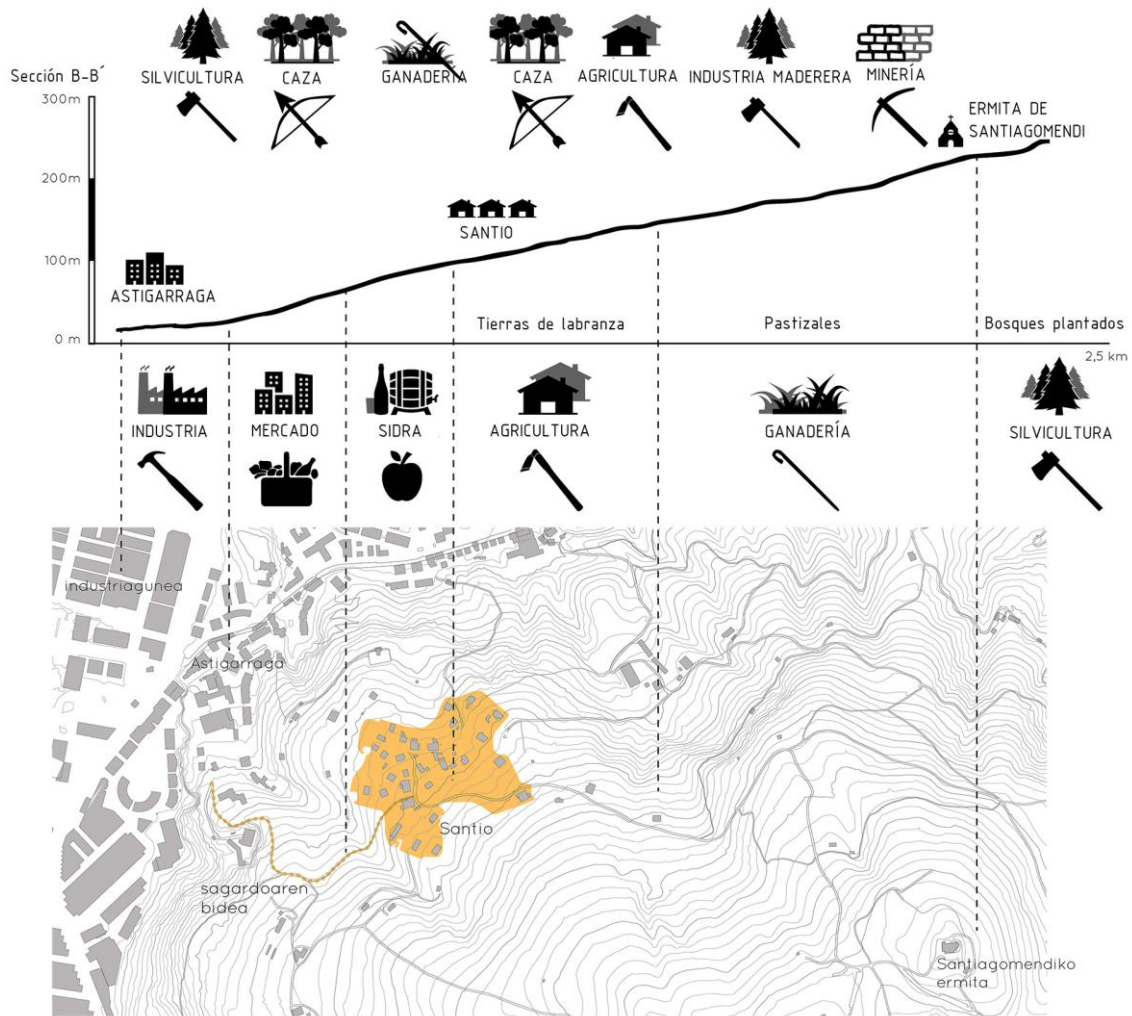 Sección B-B´
SILVICULTURA
CAZA
GANADERÍA
CAZA
AGRICULTURA
INDUSTRIA MADERERA
MINERÍA
300m
ERMITA DE
SANTIAGOMENDI
200m
SANTIO
100m
ASTIGARRAGA
0 m
Tierras de labranza
Pastizales
Bosques plantados
2,5 km
INDUSTRIA
MERCADO
SIDRA
AGRICULTURA
GANADERÍA
SILVICULTURA
industriagunea
Astigarraga
Santio
sagardoaren
bidea
Santiagomendiko
ermita